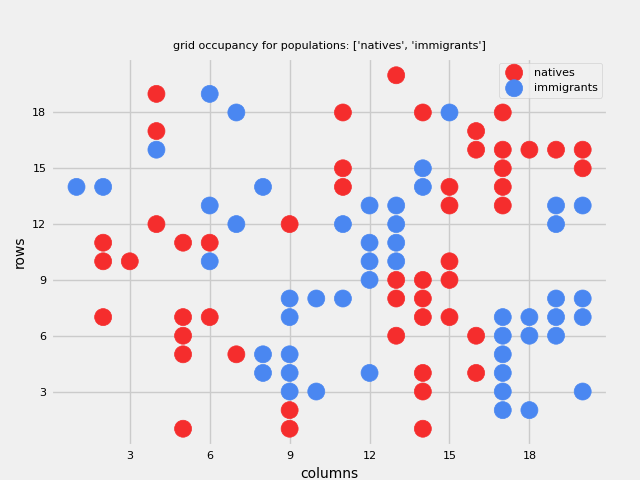 grid occupancy for populations: ['natives', 'immigrants']
natives
immigrants
18
15
12
9
6
3
rows
3 6 9 12 15 18
columns